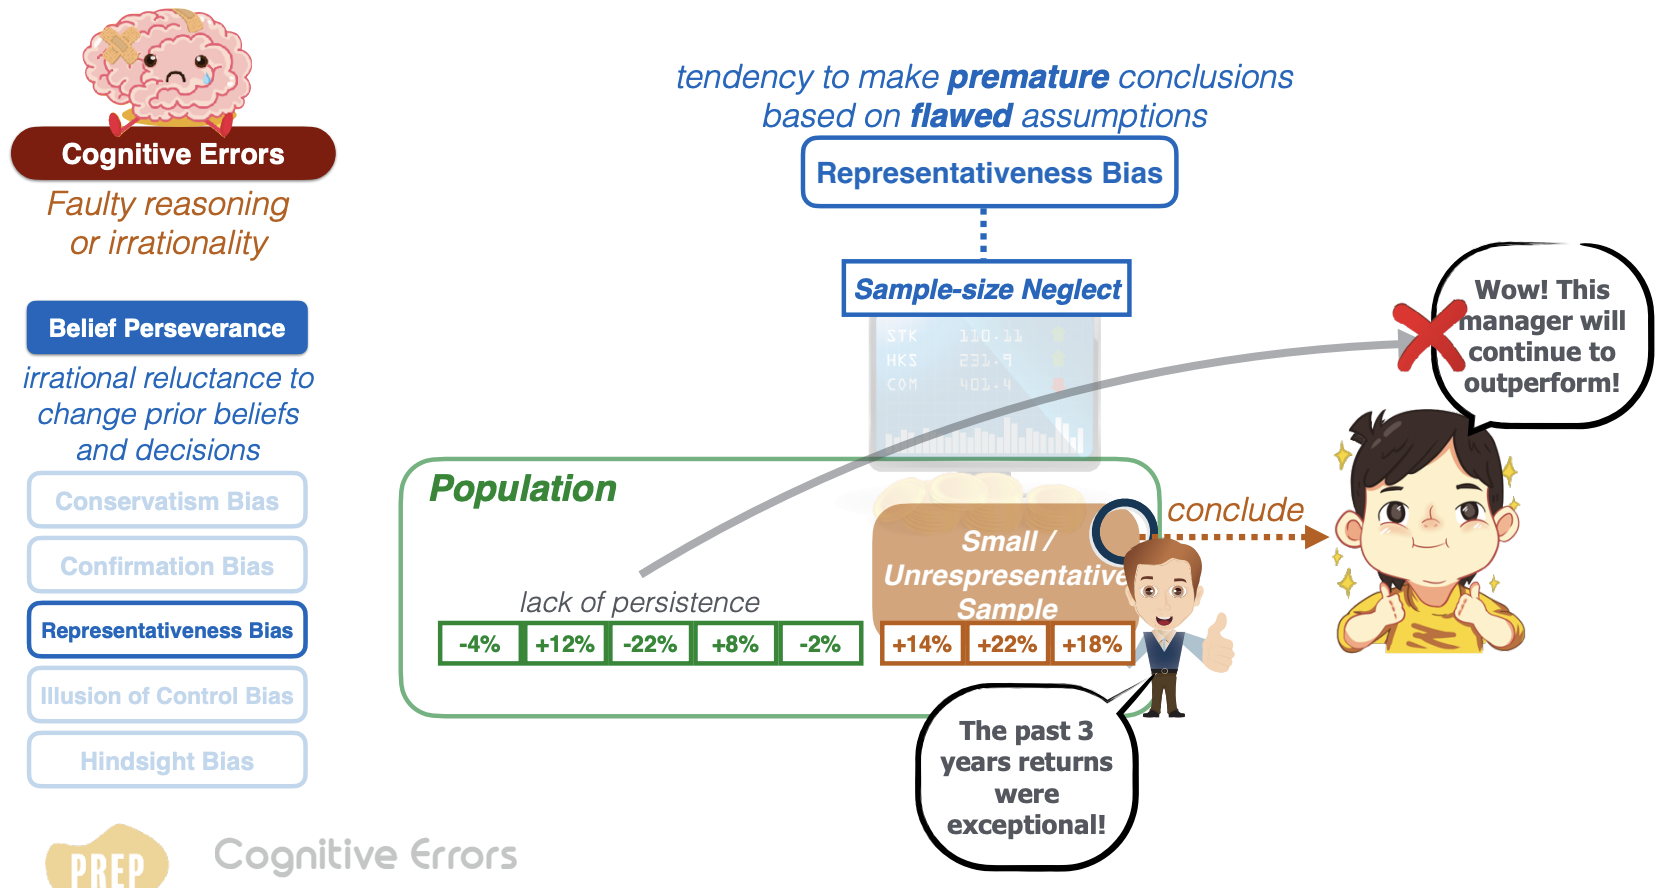 tendency to make premature conclusions
based on flawed assumptions
Representativeness Bias
Sample-size Neglect
Cognitive Errors
Faulty reasoning
or irrationality
Belief Perseverance
irrational reluctance to
change prior beliefs
and decisions
Conservatism Bias
Confirmation Bias
Representativeness Bias
Illusion of Control Bias
Hindsight Bias
STK 110.11
HKS 231.9
COM 401.4
Wow! This
manager will
continue to
outperform!
Population
conclude
Small /
Unrespresentative
Sample
lack of persistence
-4% +12% -22% +8% -2% +14% +22% +18%
The past 3
years returns
were
exceptional!
PREP
Cognitive Errors